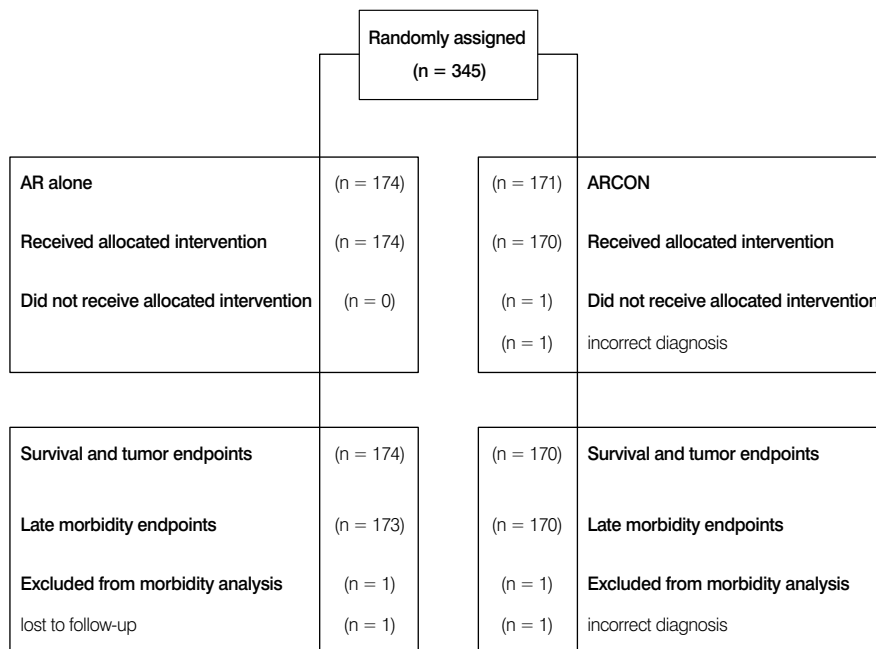 Randomly assigned
(n = 345)
AR alone (n = 174)
Received allocated intervention (n = 174)
Did not receive allocated intervention (n = 0)
(n = 171) ARCON
(n = 170) Received allocated intervention
(n = 1) Did not receive allocated intervention
(n = 1) incorrect diagnosis
Survival and tumor endpoints (n = 174)
Late morbidity endpoints (n = 173)
Excluded from morbidity analysis (n = 1)
lost to follow-up (n = 1)
(n = 170) Survival and tumor endpoints
(n = 170) Late morbidity endpoints
(n = 1) Excluded from morbidity analysis
(n = 1) incorrect diagnosis